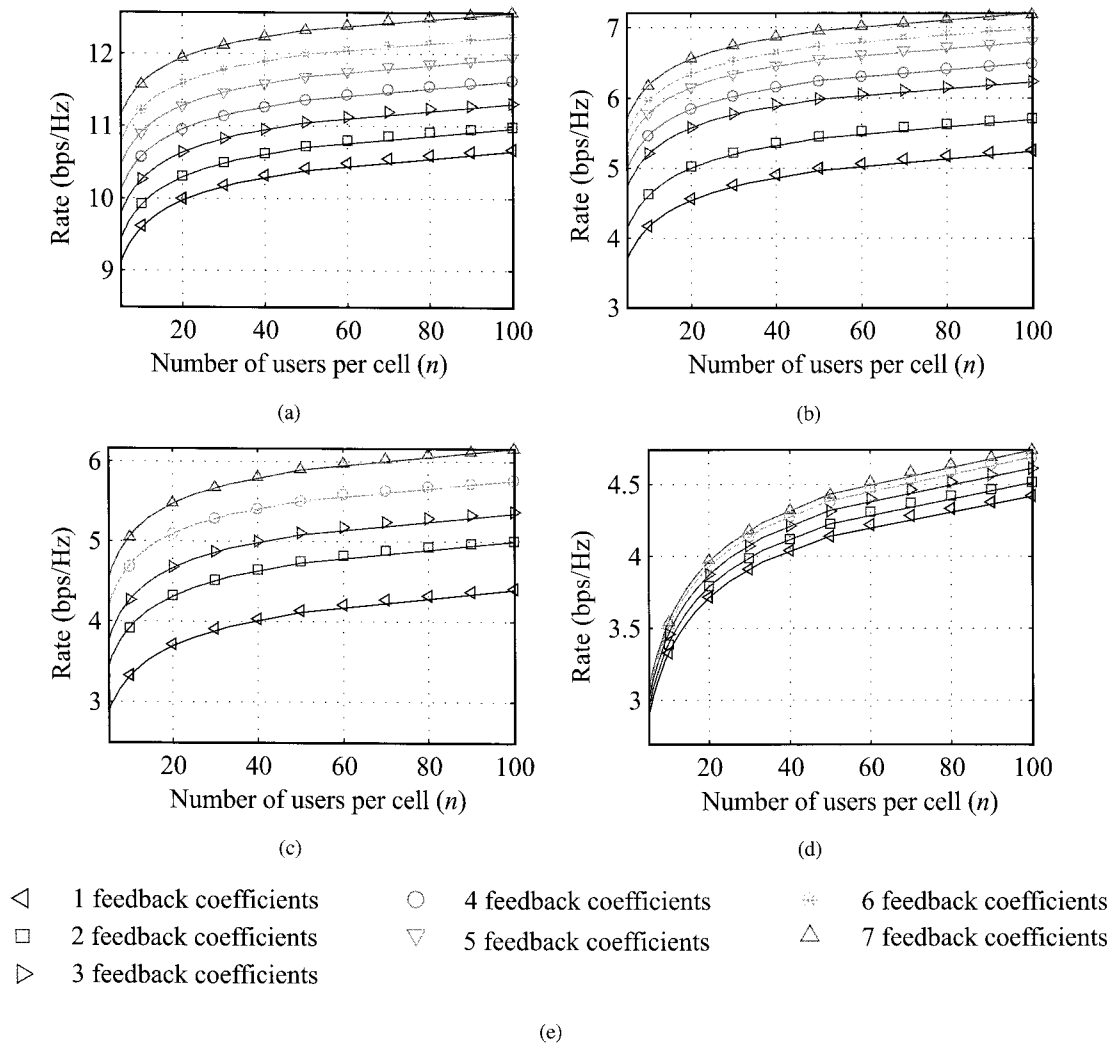 12
11
10
9
Rate (bps/Hz)
20 40 60 80 100
Number of users per cell (n)
(a)
7
6
5
4
3
Rate (bps/Hz)
20 40 60 80 100
Number of users per cell (n)
(b)
6
5
4
3
Rate (bps/Hz)
20 40 60 80 100
Number of users per cell (n)
(c)
4.5
4
3.5
3
Rate (bps/Hz)
20 40 60 80 100
Number of users per cell (n)
(d)
1 feedback coefficients
2 feedback coefficients
3 feedback coefficients
4 feedback coefficients
5 feedback coefficients
6 feedback coefficients
7 feedback coefficients
(e)